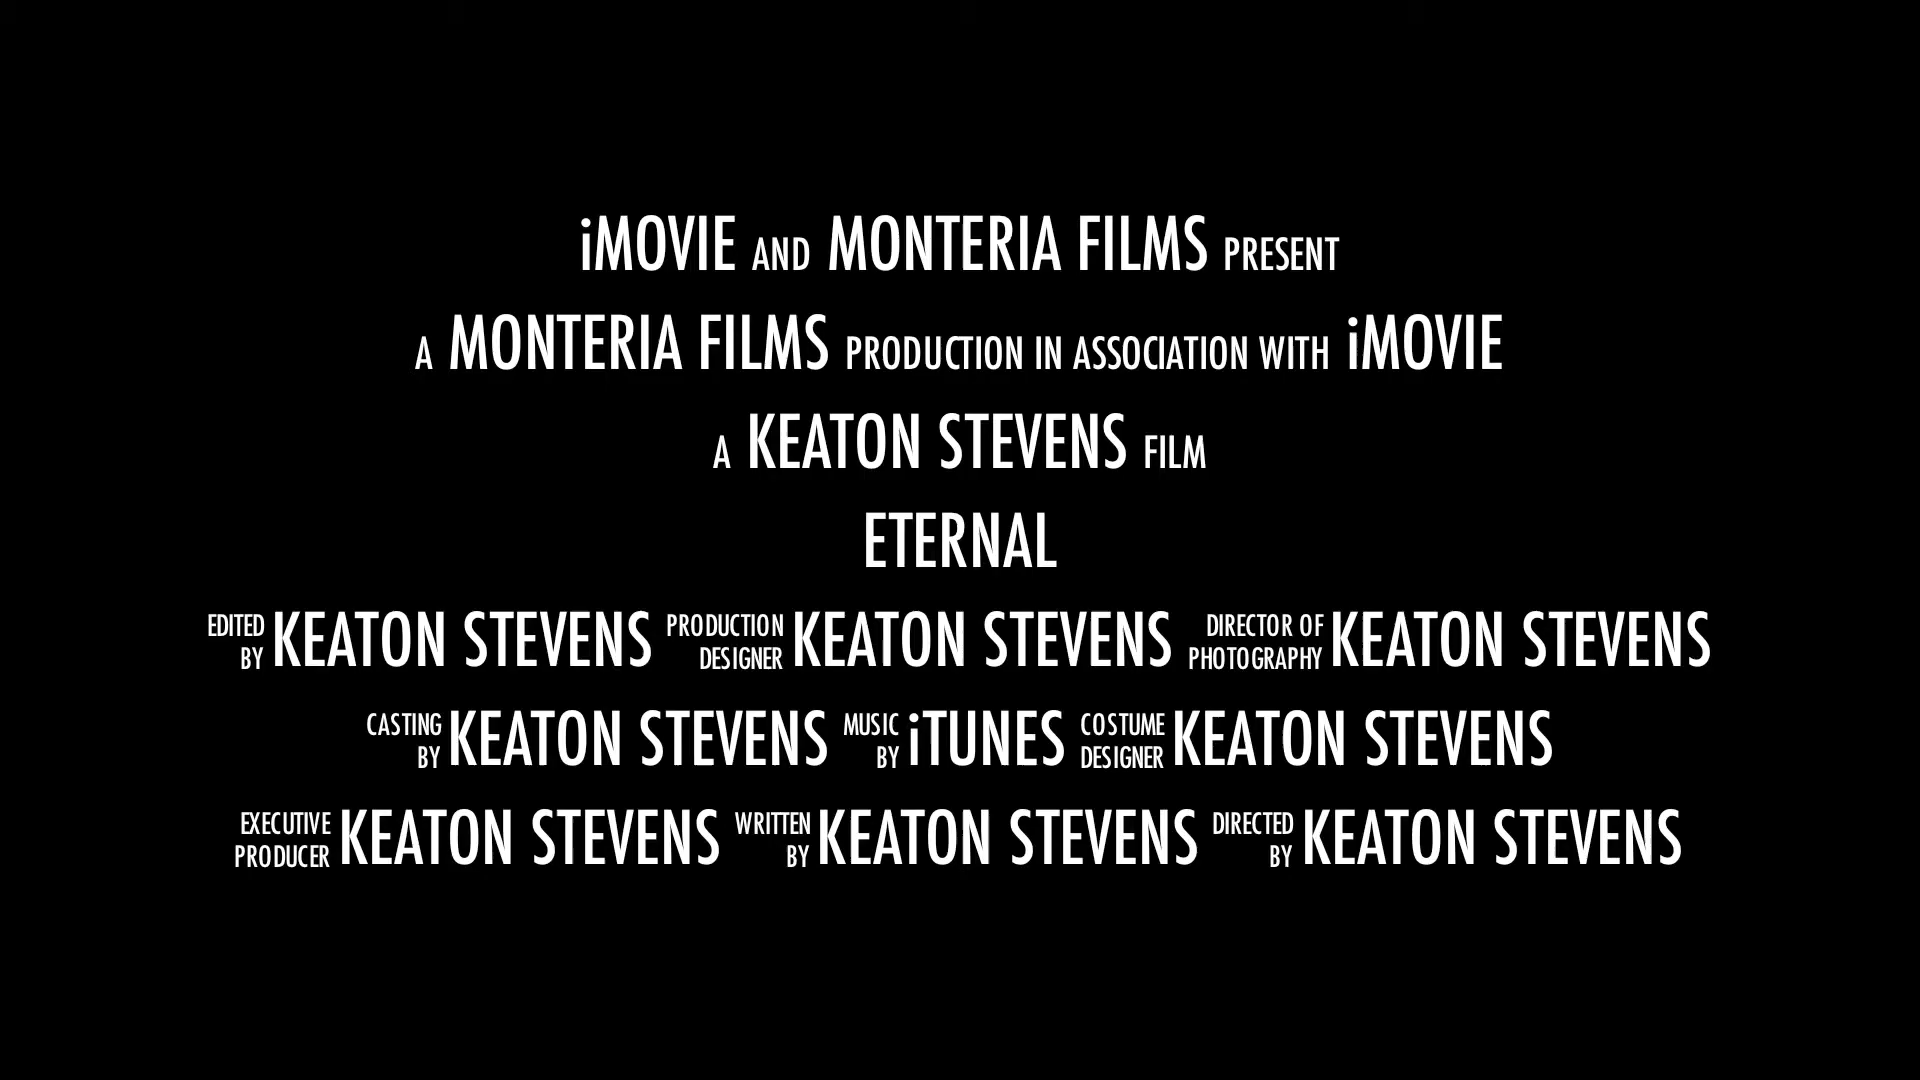 iMOVIE AND MONTERIA FILMS PRESENT
A MONTERIA FILMS PRODUCTION IN ASSOCIATION WITH iMOVIE
A KEATON STEVENS FILM
ETERNAL
EDITED BY KEATON STEVENS PRODUCTION DESIGNER KEATON STEVENS DIRECTOR OF PHOTOGRAPHY KEATON STEVENS
CASTING BY KEATON STEVENS MUSIC BY iTUNES COSTUME DESIGNER KEATON STEVENS
EXECUTIVE PRODUCER KEATON STEVENS WRITTEN BY KEATON STEVENS DIRECTED BY KEATON STEVENS